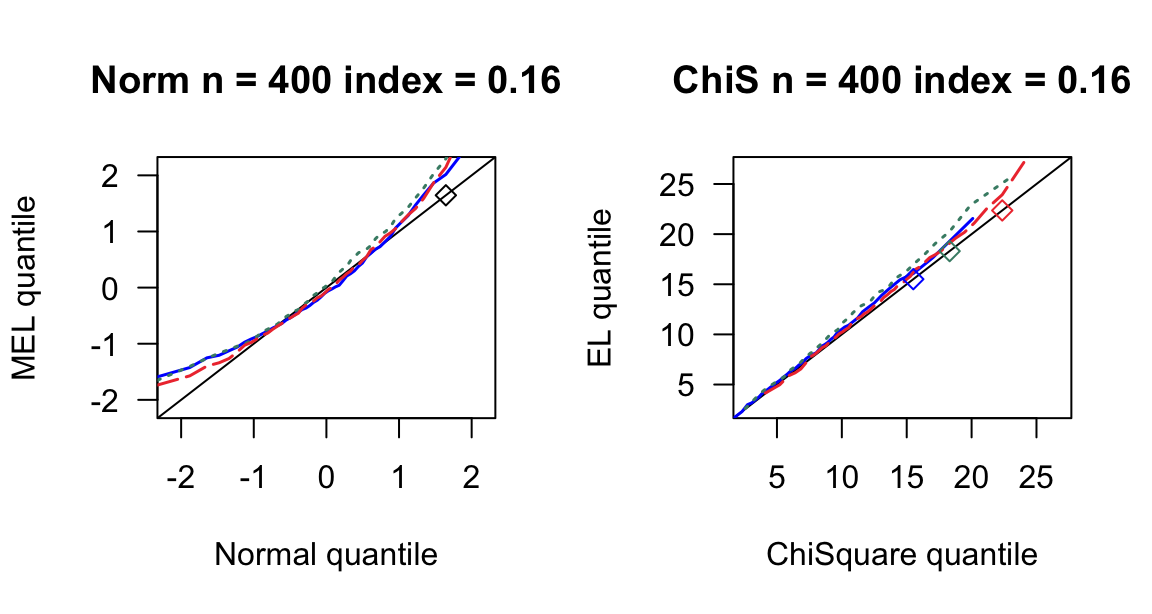 Norm n = 400 index = 0.16
MEL quantile
2
1
0
-1
-2
-2 -1 0 1 2
Normal quantile
ChiS n = 400 index = 0.16
EL quantile
25
20
15
10
5
5 10 15 20 25
ChiSquare quantile